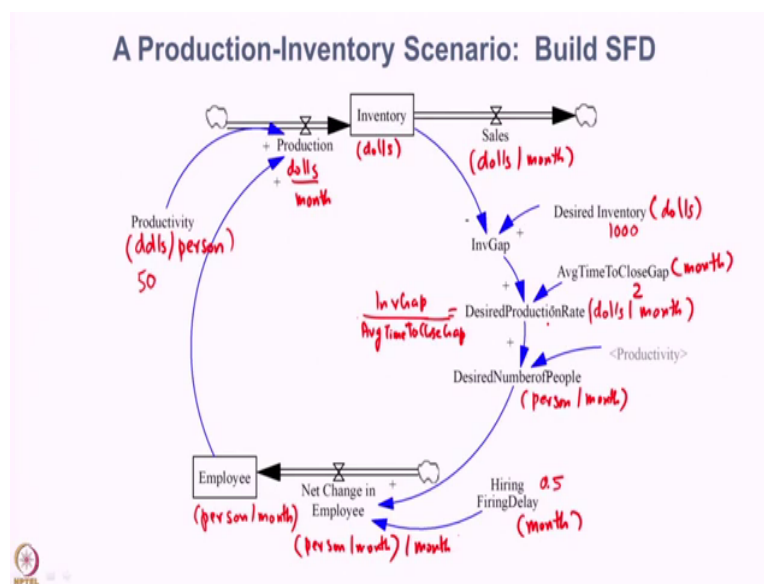 A Production-Inventory Scenario: Build SFD
Inventory
(dolls)
+ Production
dolls
month
+
Sales
(dolls / month)
Productivity
(dolls/person)
50
-
InvGap
+
Desired Inventory (dolls)
1000
AvgTimeToCloseGap (month)
2
+
InvGap
AvgTimeToCloseGap
= DesiredProductionRate (dolls / month)
+
<Productivity>
DesiredNumberofPeople
(person / month)
Employee
(person/month)
+
Net Change in
Employee
(person/month) / month
Hiring 0.5
FiringDelay
(month)
NPTEL